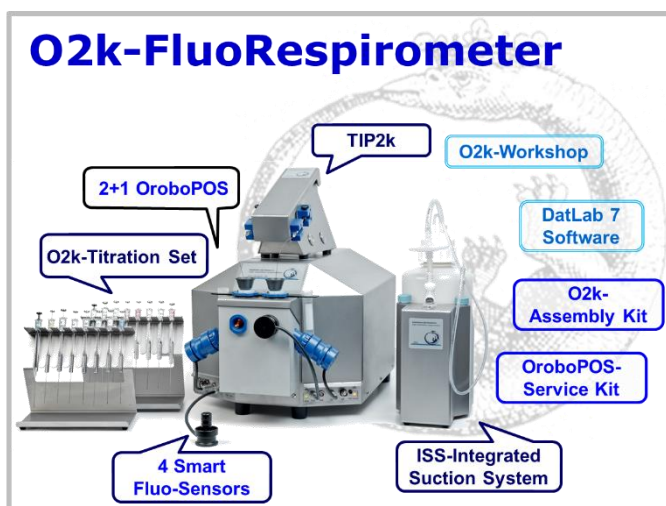 O2k-FluoRespirometer
TIP2k
O2k-Workshop
2+1 OroboPOS
DatLab 7
Software
O2k-Titration Set
O2k-
Assembly Kit
OroboPOS-
Service Kit
4 Smart
Fluo-Sensors
ISS-Integrated
Suction System